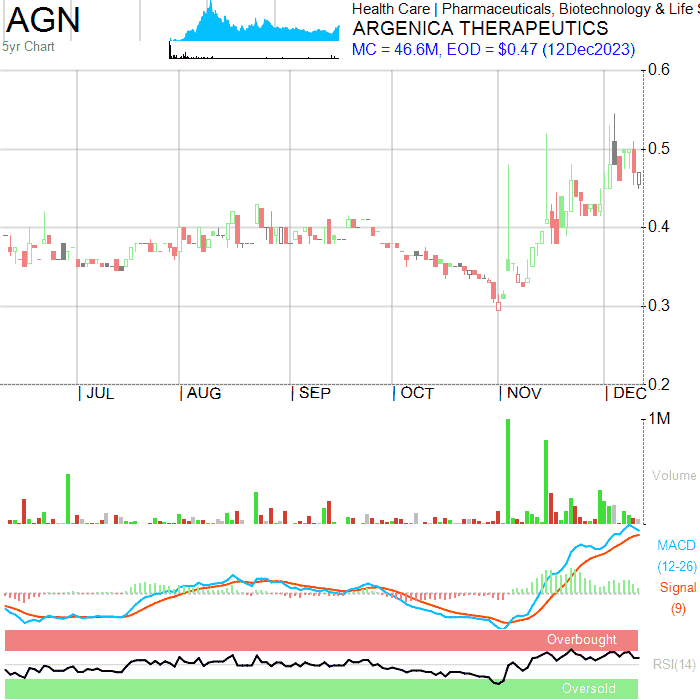 AGN
5yr Chart
Health Care | Pharmaceuticals, Biotechnology & Life
ARGENICA THERAPEUTICS
MC = 46.6M, EOD = $0.47 (12Dec2023)
0.6
0.5
0.4
0.3
0.2
| JUL
| AUG
| SEP
| OCT
| NOV
| DEC
1M
Volume
MACD
(12-26)
Signal
(9)
Overbought
RSI(14)
Oversold